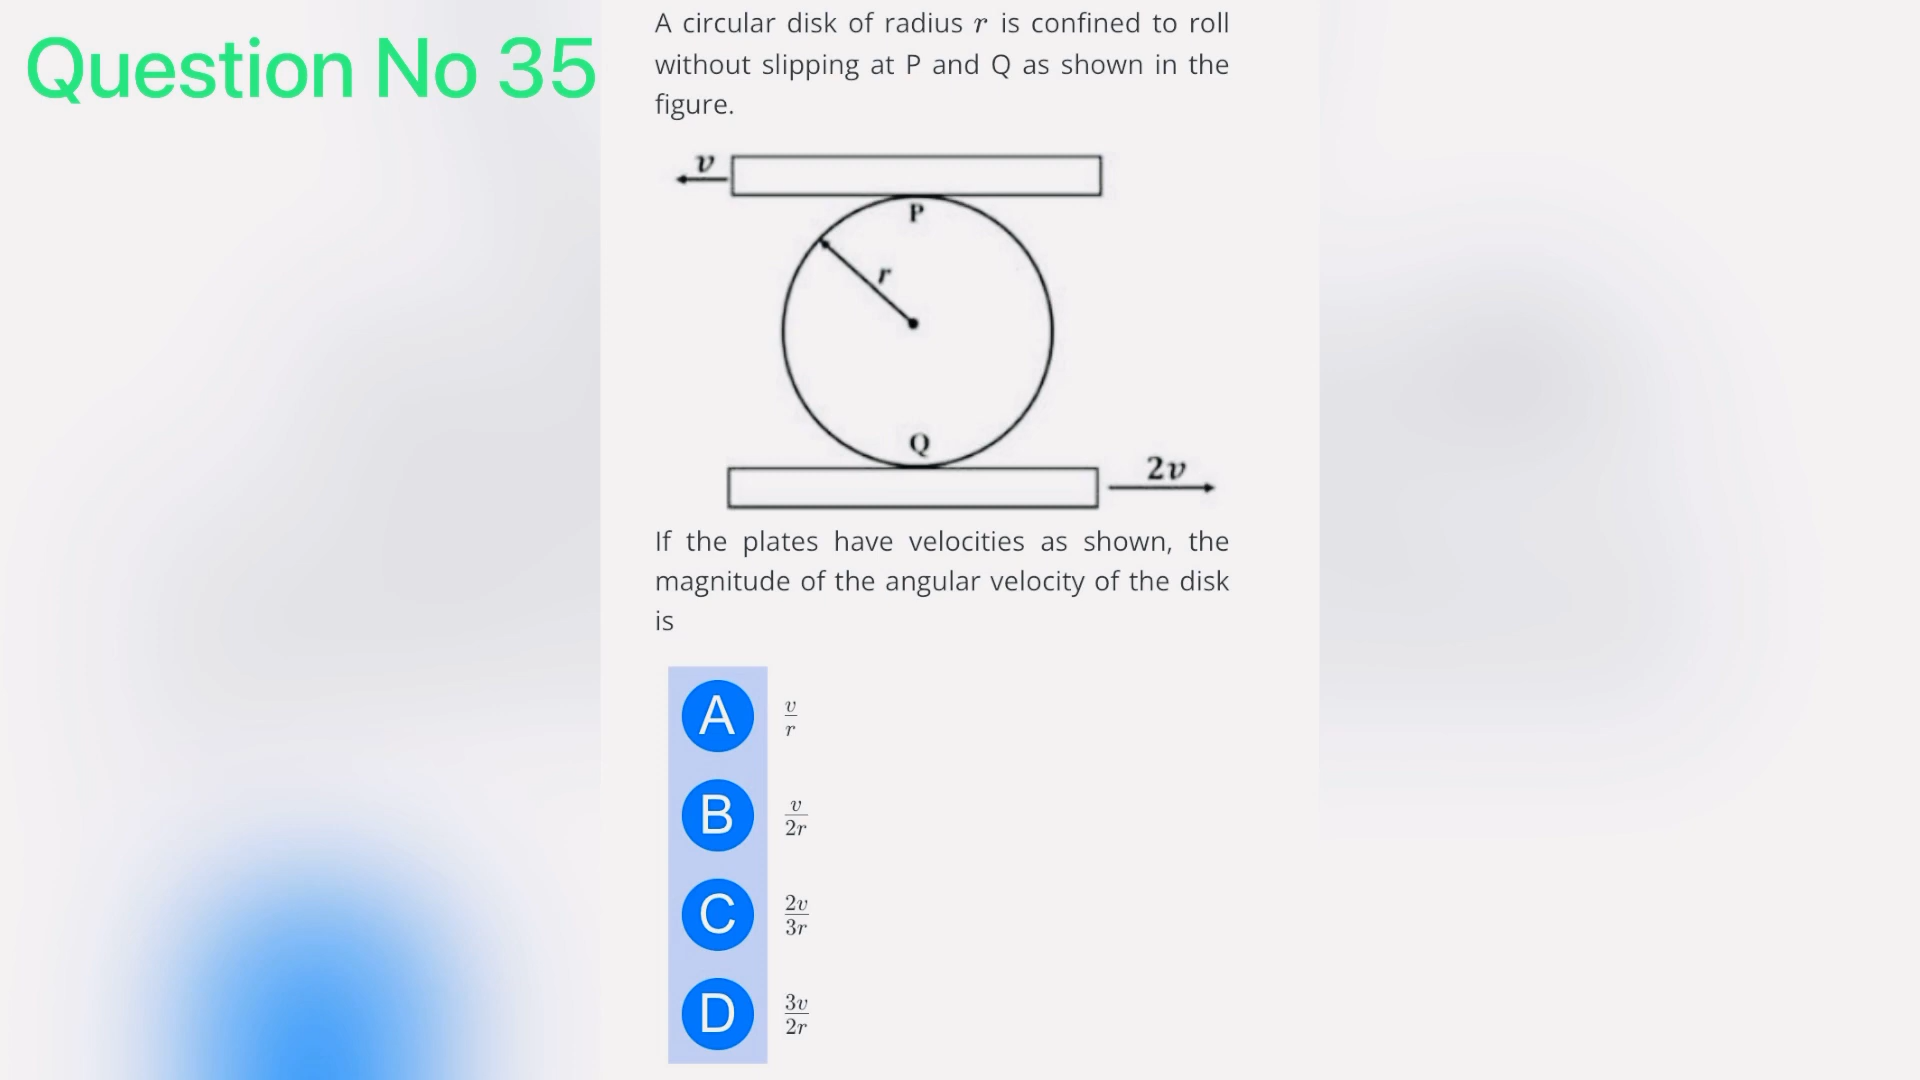 Question No 35
A circular disk of radius r is confined to roll
without slipping at P and Q as shown in the
figure.
v
P
r
Q
2v
If the plates have velocities as shown, the
magnitude of the angular velocity of the disk
is
A v/r
B v/2r
C 2v/3r
D 3v/2r